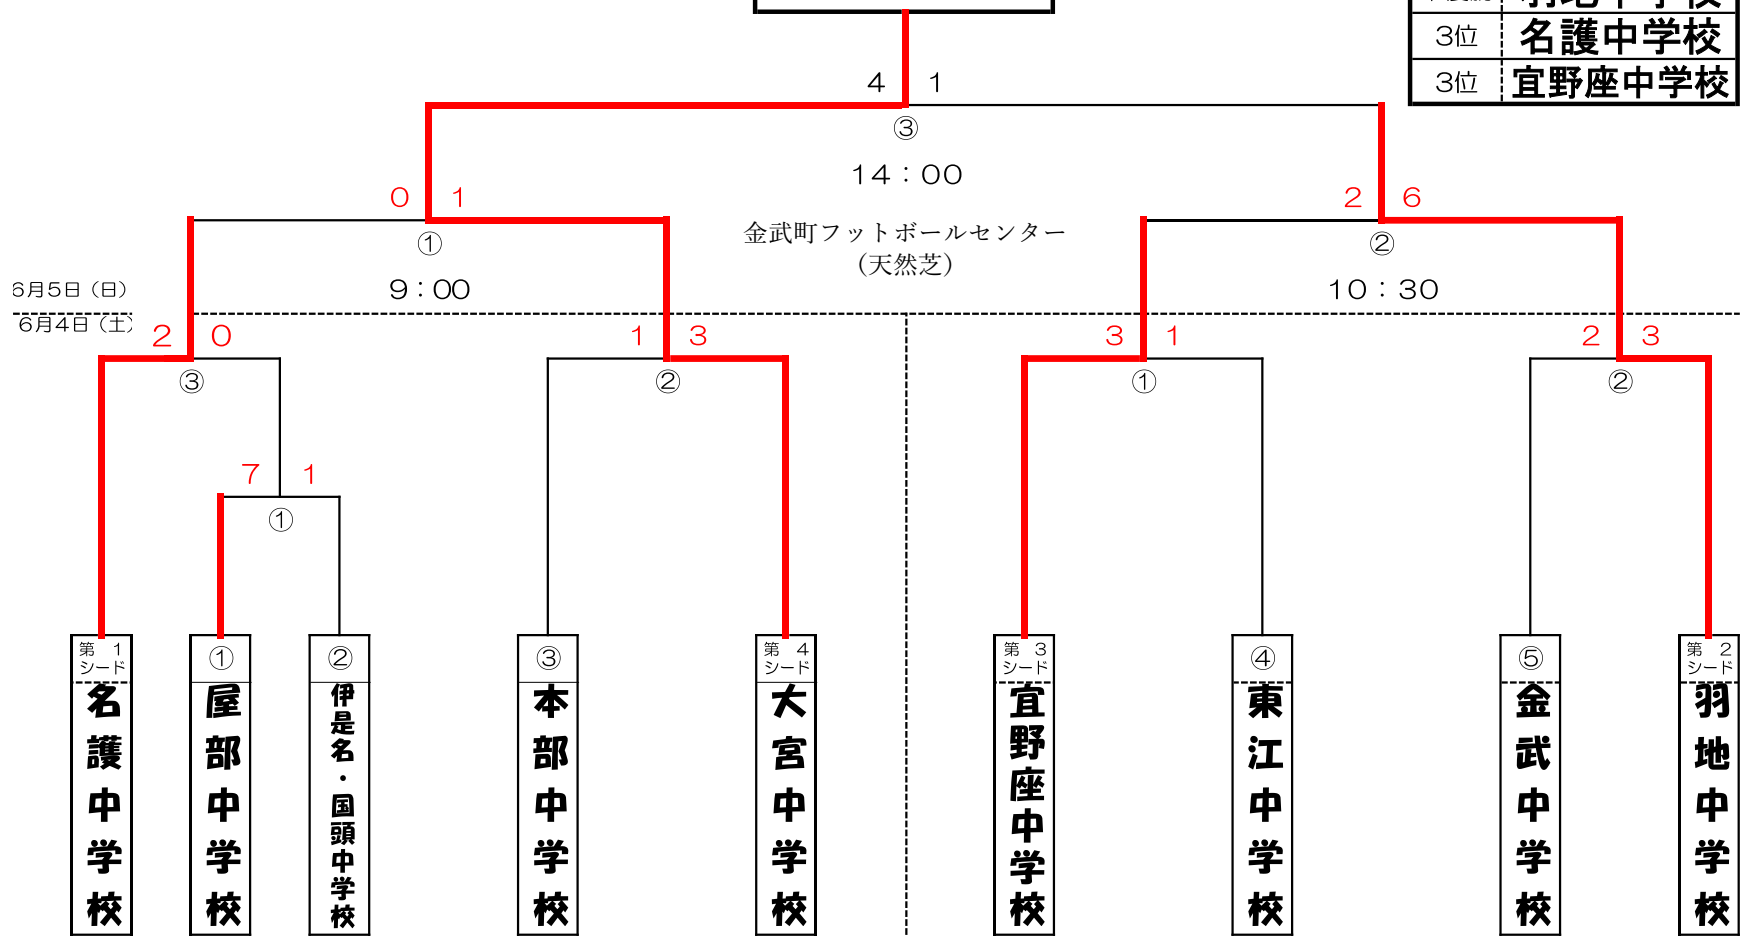 羽地中学校
3位 名護中学校
3位 宜野座中学校
4 1
③
14：00
0 1
2 6
金武町フットボールセンター
（天然芝）
①
②
6月5日（日）
9：00
10：30
6月4日（土）
2 0
1 3
3 1
2 3
③
②
①
②
7 1
①
第 1 シード
名護中学校
①
屋部中学校
②
伊是名・国頭中学校
③
本部中学校
第 4 シード
大宮中学校
第 3 シード
宜野座中学校
④
東江中学校
⑤
金武中学校
第 2 シード
羽地中学校